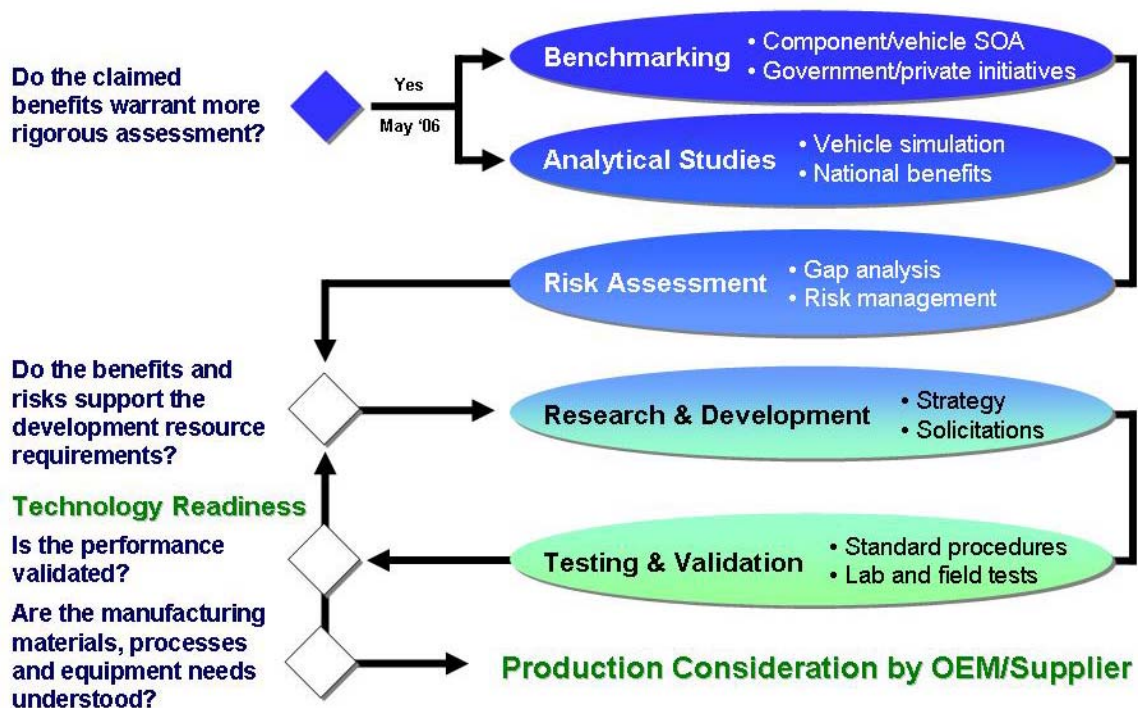 Do the claimed
benefits warrant more
rigorous assessment?
Yes
May '06
Benchmarking
• Component/vehicle SOA
• Government/private initiatives
Analytical Studies
• Vehicle simulation
• National benefits
Risk Assessment
• Gap analysis
• Risk management
Do the benefits and
risks support the
development resource
requirements?
Research & Development
• Strategy
• Solicitations
Technology Readiness
Is the performance
validated?
Testing & Validation
• Standard procedures
• Lab and field tests
Are the manufacturing
materials, processes
and equipment needs
understood?
Production Consideration by OEM/Supplier